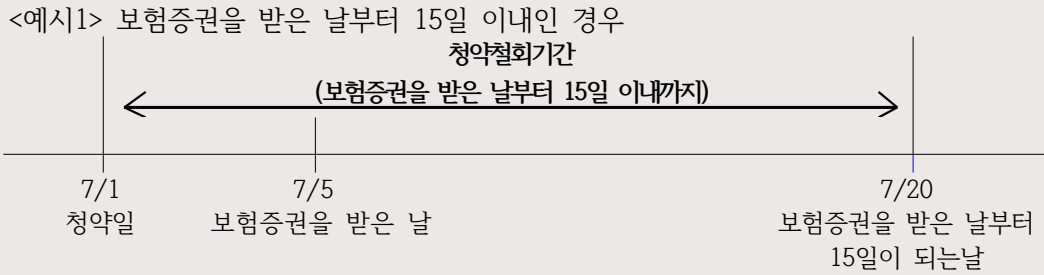 <예시1> 보험증권을 받은 날부터 15일 이내인 경우
청약철회기간
(보험증권을 받은 날부터 15일 이내까지)
7/1
7/5
7/20
청약일
보험증권을 받은 날
보험증권을 받은 날부터
15일이 되는날